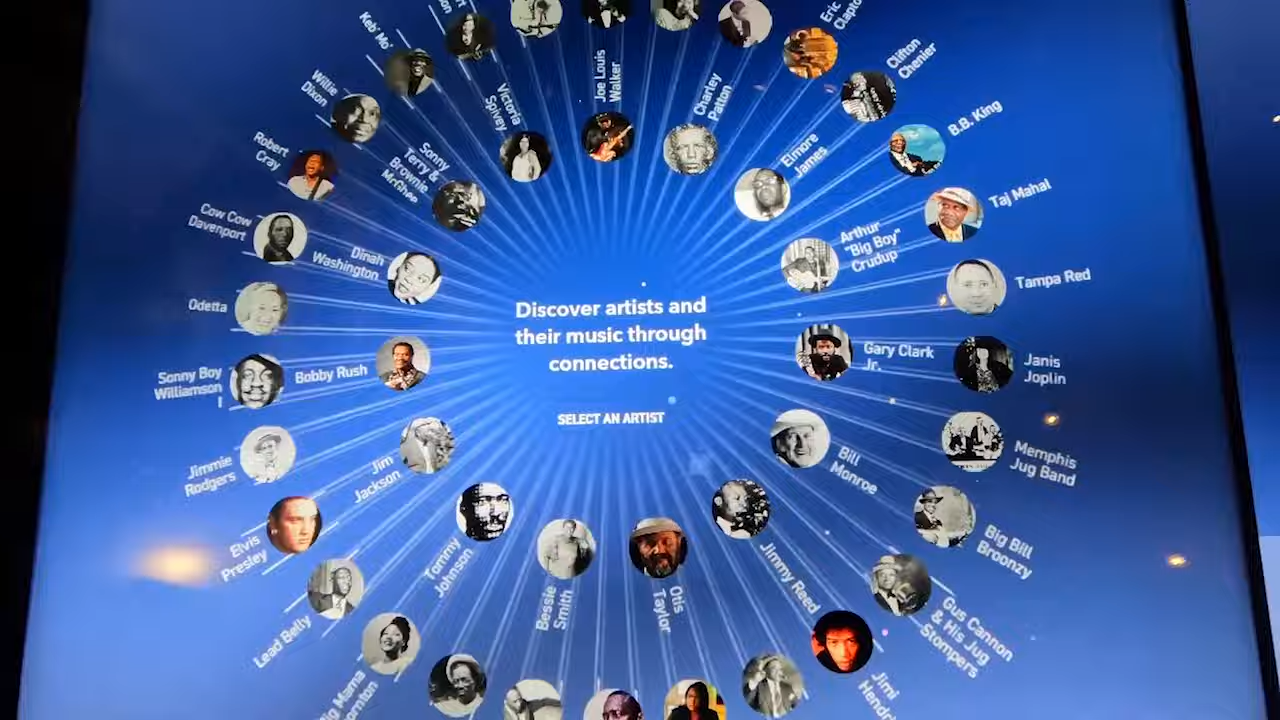 Discover artists and
their music through
connections.
SELECT AN ARTIST
Joe Louis
Walker
Charley
Patton
Elmore
James
Arthur
"Big Boy"
Crudup
Gary Clark
Jr.
Bill
Monroe
Jimmy Reed
Otis
Taylor
Bessie
Smith
Tommy
Johnson
Jim
Jackson
Bobby Rush
Dinah
Washington
Sonny
Terry &
Brownie
McGhee
Victoria
Spivey
Eric
Clifton
Chenier
B.B. King
Taj Mahal
Tampa Red
Janis
Joplin
Memphis
Jug Band
Big Bill
Broonzy
Gus Cannon
& His Jug
Stompers
Jimi
Mama
Lead Belly
Elvis
Presley
Jimmie
Rodgers
Sonny Boy
Williamson
I
Odetta
Cow Cow
Davenport
Robert
Cray
Willie
Dixon
Keb' Mo'